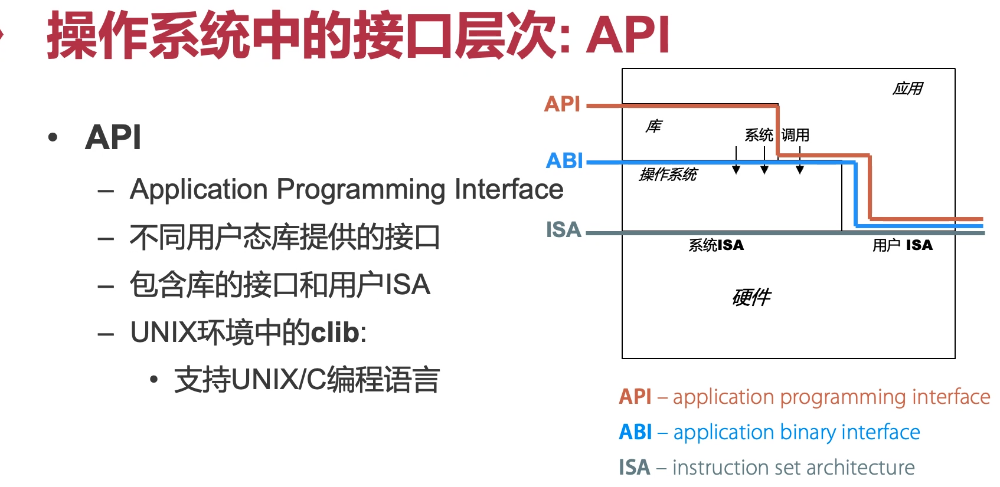 操作系统中的接口层次: API
• API
– Application Programming Interface
– 不同用户态库提供的接口
– 包含库的接口和用户ISA
– UNIX环境中的clib:
• 支持UNIX/C编程语言
应用
API
库
系统 调用
ABI
操作系统
ISA
系统ISA
用户 ISA
硬件
API – application programming interface
ABI – application binary interface
ISA – instruction set architecture